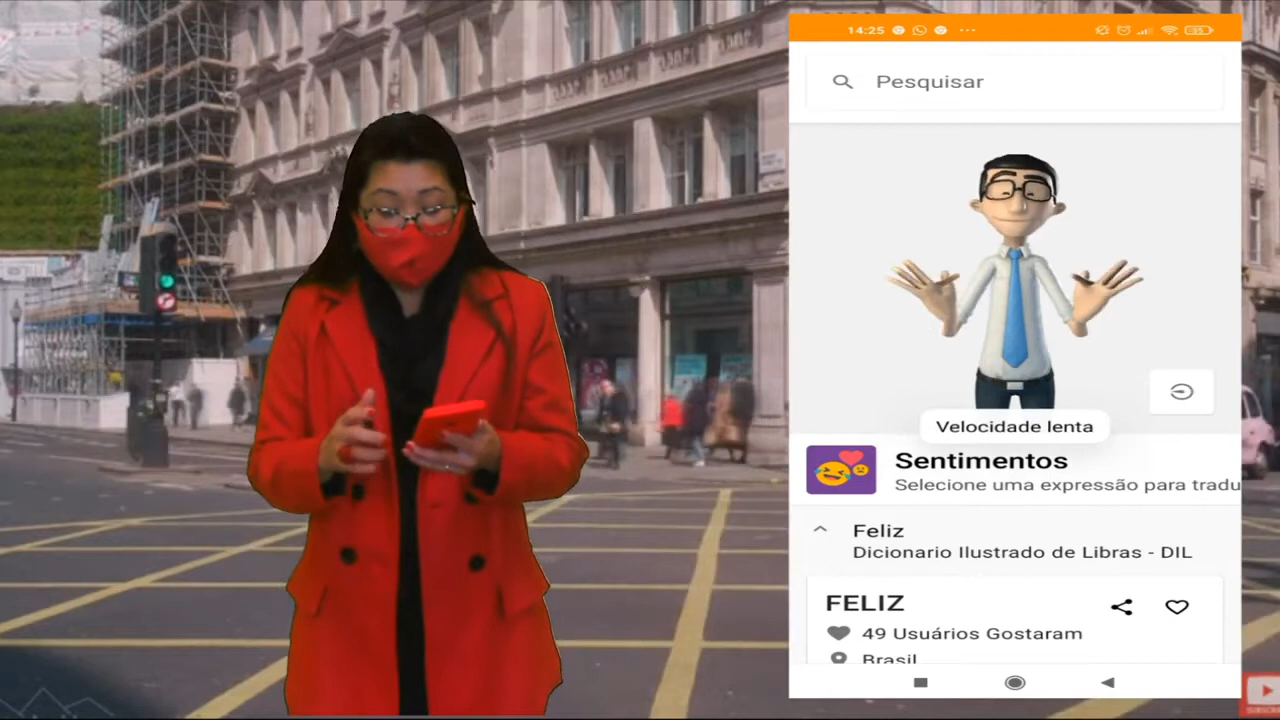 14:25
Pesquisar
Velocidade lenta
Sentimentos
Selecione uma expressão para tradu
Feliz
Dicionario Ilustrado de Libras - DIL
FELIZ
49 Usuários Gostaram
Brasil